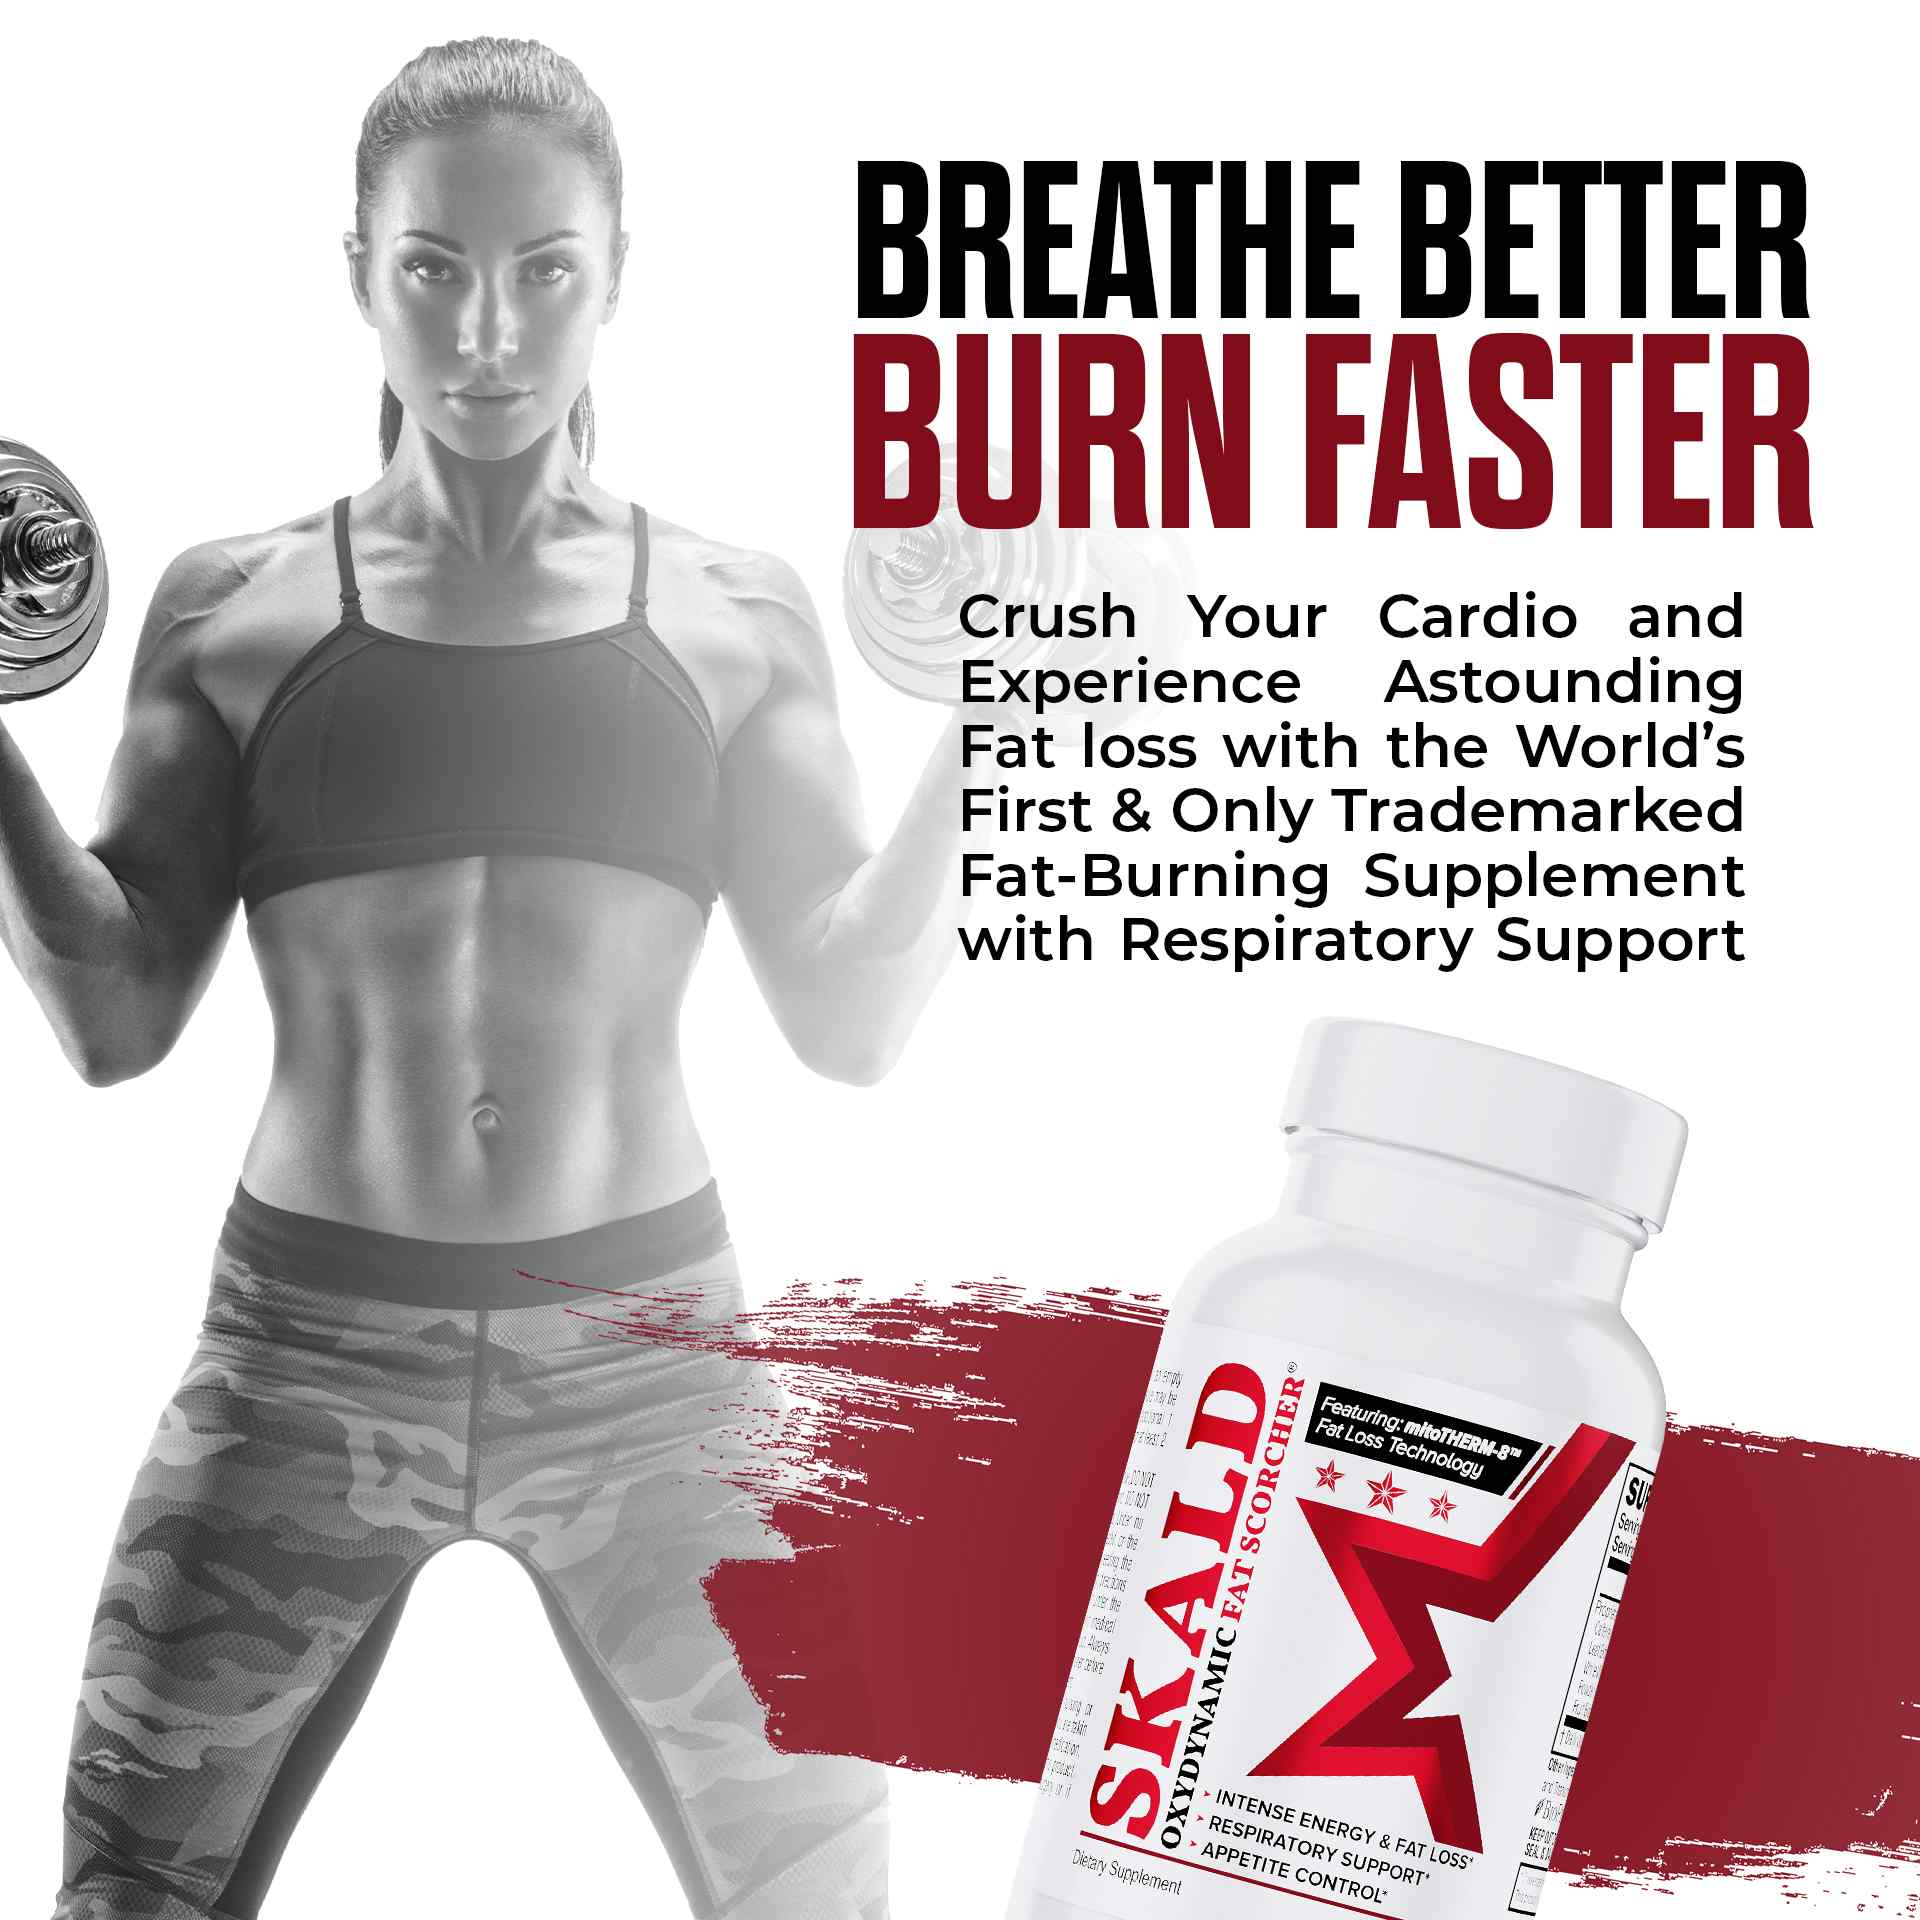 BREATHE BETTER
BURN FASTER
Crush Your Cardio and
Experience Astounding
Fat loss with the World’s
First & Only Trademarked
Fat-Burning Supplement
with Respiratory Support
SKALD®
OXYDYNAMIC FAT SCORCHER
Featuring: mitoTHERM-8™
Fat Loss Technology
INTENSE ENERGY & FAT LOSS*
RESPIRATORY SUPPORT*
APPETITE CONTROL*
Dietary Supplement